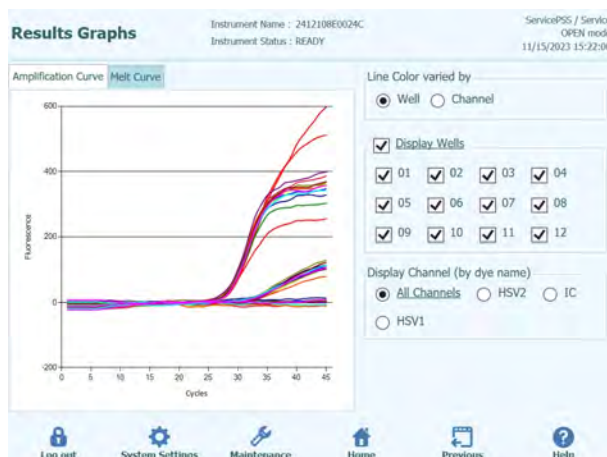 Results Graphs
Instrument Name : 2412108E0024C
Instrument Status : READY
ServicePSS / Service
OPEN mod
11/15/2023 15:22:0
Amplification Curve
Melt Curve
600
400
200
0
-200
Fluorescence
0 5 10 15 20 25 30 35 40 45
Cycles
Line Color varied by
Well
Channel
Display Wells
01 02 03 04
05 06 07 08
09 10 11 12
Display Channel (by dye name)
All Channels
HSV2
IC
HSV1
Log out
System Settings
Maintenance
Home
Previous
Help